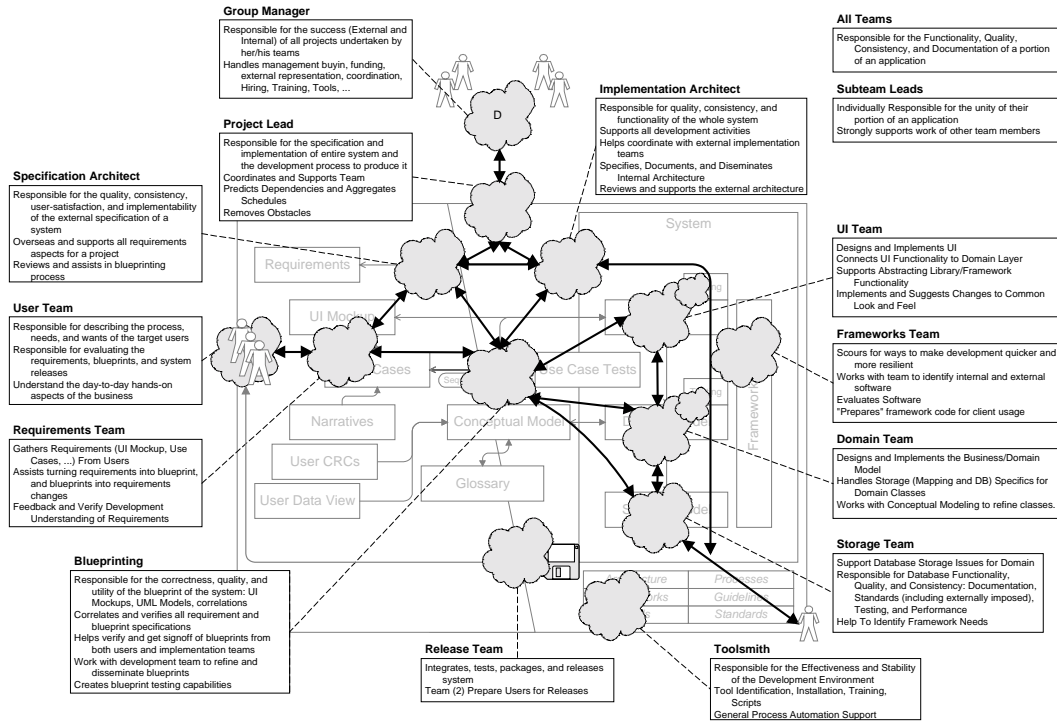 Group Manager
Responsible for the success (External and
Internal) of all projects undertaken by
her/his teams
Handles management buyin, funding,
external representation, coordination,
Hiring, Training, Tools, ...
All Teams
Responsible for the Functionality, Quality,
Consistency, and Documentation of a portion
of an application
Subteam Leads
Individually Responsible for the unity of their
portion of an application
Strongly supports work of other team members
D
Implementation Architect
Responsible for quality, consistency, and
functionality of the whole system
Supports all development activities
Helps coordinate with external implementation
teams
Specifies, Documents, and Diseminates
Internal Architecture
Reviews and supports the external architecture
Project Lead
Responsible for the specification and
implementation of entire system and
the development process to produce it
Coordinates and Supports Team
Predicts Dependencies and Aggregates
Schedules
Removes Obstacles
Specification Architect
Responsible for the quality, consistency,
user-satisfaction, and implementability
of the external specification of a
system
Overseas and supports all requirements
aspects for a project
Reviews and assists in blueprinting
process
User Team
Responsible for describing the process,
needs, and wants of the target users
Responsible for evaluating the
requirements, blueprints, and system
releases
Understand the day-to-day hands-on
aspects of the business
Requirements Team
Gathers Requirements (UI Mockup, Use
Cases, ...) From Users
Assists turning requirements into blueprint,
and blueprints into requirements
changes
Feedback and Verify Development
Understanding of Requirements
Blueprinting
Responsible for the correctness, quality, and
utility of the blueprint of the system: UI
Mockups, UML Models, correlations
Correlates and verifies all requirement and
blueprint specifications
Helps verify and get signoff of blueprints from
both users and implementation teams
Work with development team to refine and
disseminate blueprints
Creates blueprint testing capabilities
System
Requirements
UI Mockup
Cases
Use Case Tests
Narratives
Conceptual Model
User CRCs
User Data View
Glossary
Framework
Processes
Guidelines
Standards
Release Team
Integrates, tests, packages, and releases
system
Team (2) Prepare Users for Releases
Toolsmith
Responsible for the Effectiveness and Stability
of the Development Environment
Tool Identification, Installation, Training,
Scripts
General Process Automation Support
UI Team
Designs and Implements UI
Connects UI Functionality to Domain Layer
Supports Abstracting Library/Framework
Functionality
Implements and Suggests Changes to Common
Look and Feel
Frameworks Team
Scours for ways to make development quicker and
more resilient
Works with team to identify internal and external
software
Evaluates Software
"Prepares" framework code for client usage
Domain Team
Designs and Implements the Business/Domain
Model
Handles Storage (Mapping and DB) Specifics for
Domain Classes
Works with Conceptual Modeling to refine classes.
Storage Team
Support Database Storage Issues for Domain
Responsible for Database Functionality,
Quality, and Consistency: Documentation,
Standards (including externally imposed),
Testing, and Performance
Help To Identify Framework Needs